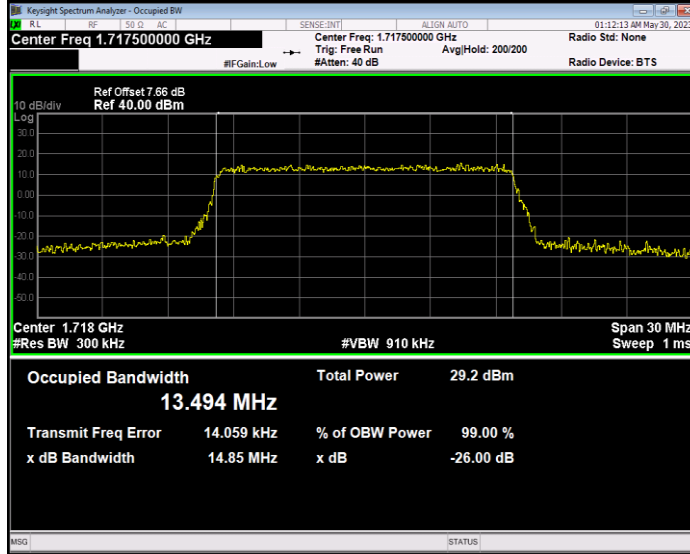 Keysight Spectrum Analyzer - Occupied BW
RL RF 50 Ω AC SENSE:INT ALIGN AUTO 01:12:13 AM May 30, 2023
Center Freq 1.717500000 GHz Center Freq: 1.717500000 GHz Radio Std: None
Trig: Free Run Avg|Hold: 200/200
#IFGain:Low #Atten: 40 dB Radio Device: BTS
Ref Offset 7.66 dB
10 dB/div Ref 40.00 dBm
Log
30.0
20.0
10.0
0.00
-10.0
-20.0
-30.0
-40.0
-50.0
Center 1.718 GHz Span 30 MHz
#Res BW 300 kHz #VBW 910 kHz Sweep 1 ms
Occupied Bandwidth Total Power 29.2 dBm
13.494 MHz
Transmit Freq Error 14.059 kHz % of OBW Power 99.00 %
x dB Bandwidth 14.85 MHz x dB -26.00 dB
MSG STATUS